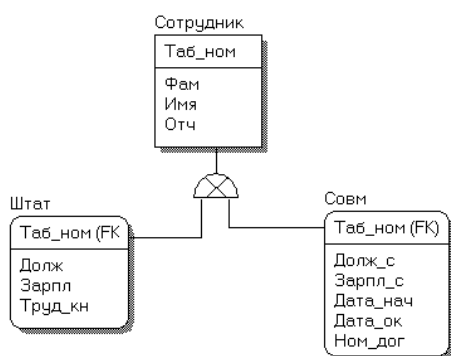 Сотрудник
Таб_ном
Фам
Имя
Отч
Штат
Таб_ном (FK
Долж
Зарпл
Труд_кн
Совм
Таб_ном (FK)
Долж_с
Зарпл_с
Дата_нач
Дата_ок
Ном_дог